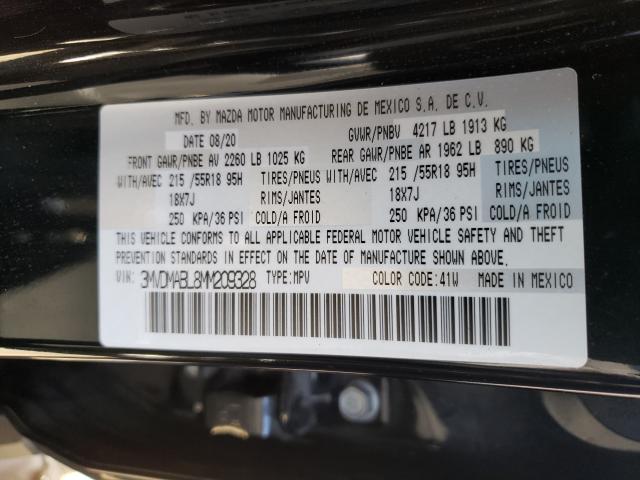 MFD. BY MAZDA MOTOR MANUFACTURING DE MEXICO S.A. DE C.V.
DATE 08/20 GVWR/PNBV 4217 LB 1913 KG
FRONT GAWR/PNBE AV 2260 LB 1025 KG REAR GAWR/PNBE AR 1962 LB 890 KG
WITH/AVEC 215 /55R18 95H TIRES/PNEUS WITH/AVEC 215 /55R18 95H TIRES/PNEUS
18X7J RIMS/JANTES 18X7J RIMS/JANTES
250 KPA/36 PSI COLD/A FROID 250 KPA/36 PSI COLD/A FROID
THIS VEHICLE CONFORMS TO ALL APPLICABLE FEDERAL MOTOR VEHICLE SAFETY AND THEFT
PREVENTION STANDARDS IN EFFECT ON THE DATE OF MANUFACTURE SHOWN ABOVE.
VIN: 3MVDMABL8MM209328 TYPE:MPV COLOR CODE:41W MADE IN MEXICO